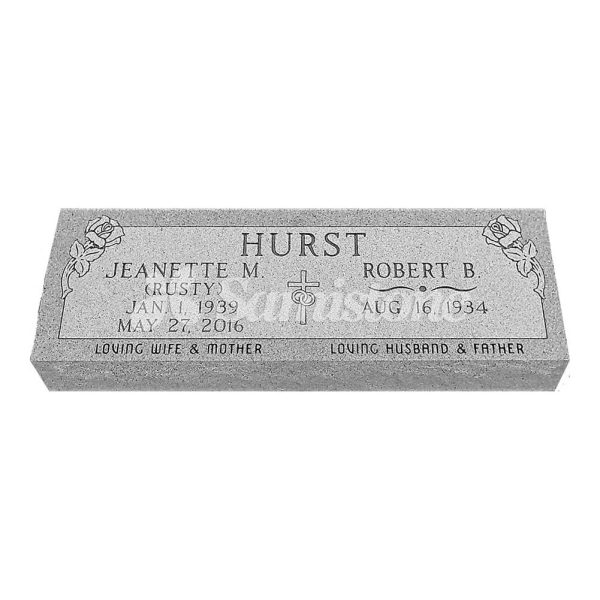 HURST
JEANETTE M.
(RUSTY)
JAN. 1, 1939
MAY 27, 2016
LOVING WIFE & MOTHER
ROBERT B.
AUG. 16, 1934
LOVING HUSBAND & FATHER
Samistone